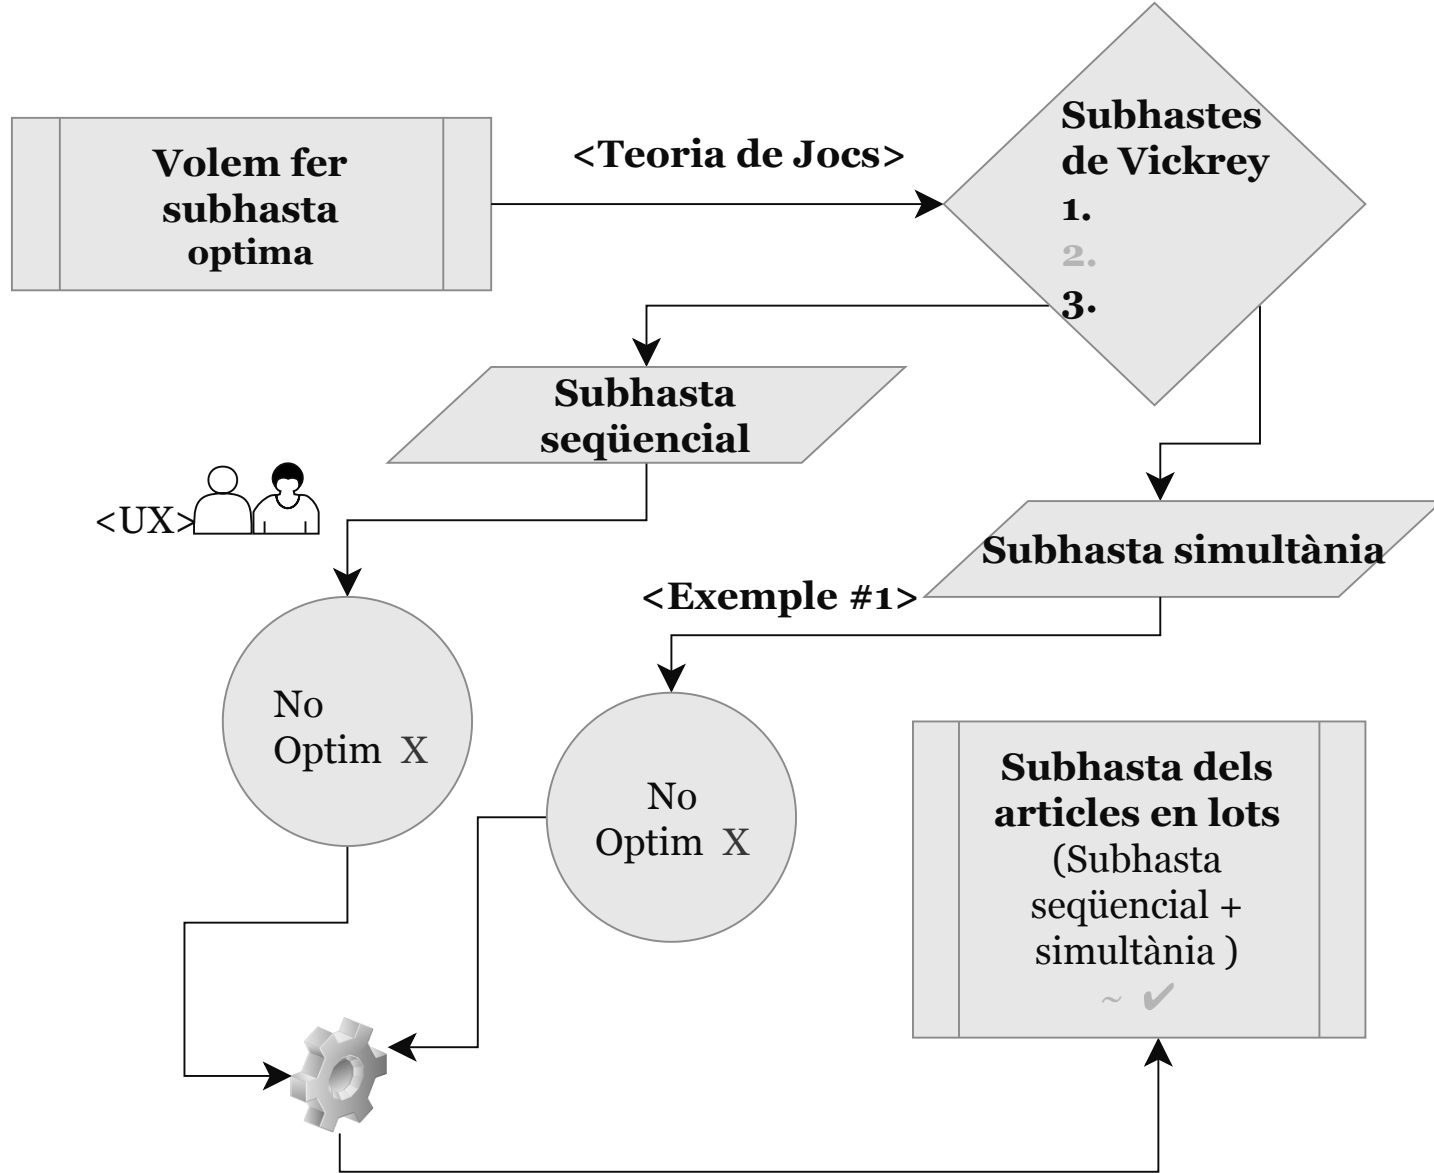 Volem fer
subhasta
optima
<Teoria de Jocs>
Subhastes
de Vickrey
1.
2.
3.
Subhasta
seqüencial
<UX>
Subhasta simultània
<Exemple #1>
No
Optim X
No
Optim X
Subhasta dels
articles en lots
(Subhasta
seqüencial +
simultània )
~ ✔